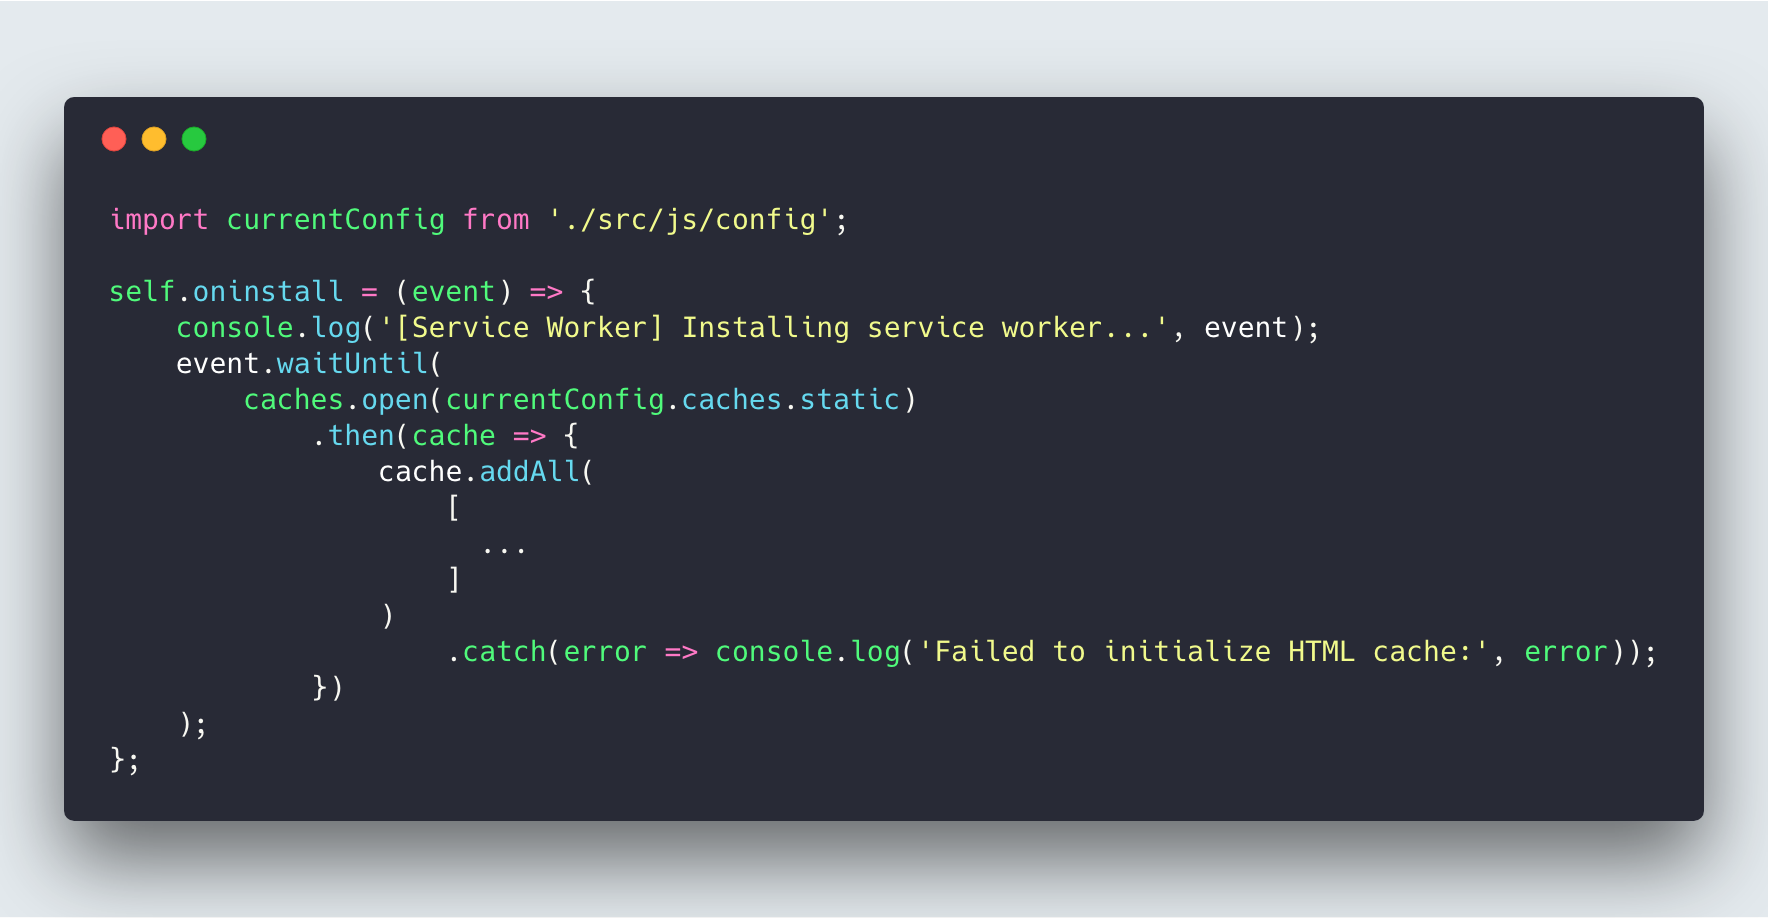 import currentConfig from './src/js/config';

self.oninstall = (event) => {
    console.log('[Service Worker] Installing service worker...', event);
    event.waitUntil(
        caches.open(currentConfig.caches.static)
            .then(cache => {
                cache.addAll(
                    [
                      ...
                    ]
                )
                    .catch(error => console.log('Failed to initialize HTML cache:', error));
            })
    );
};